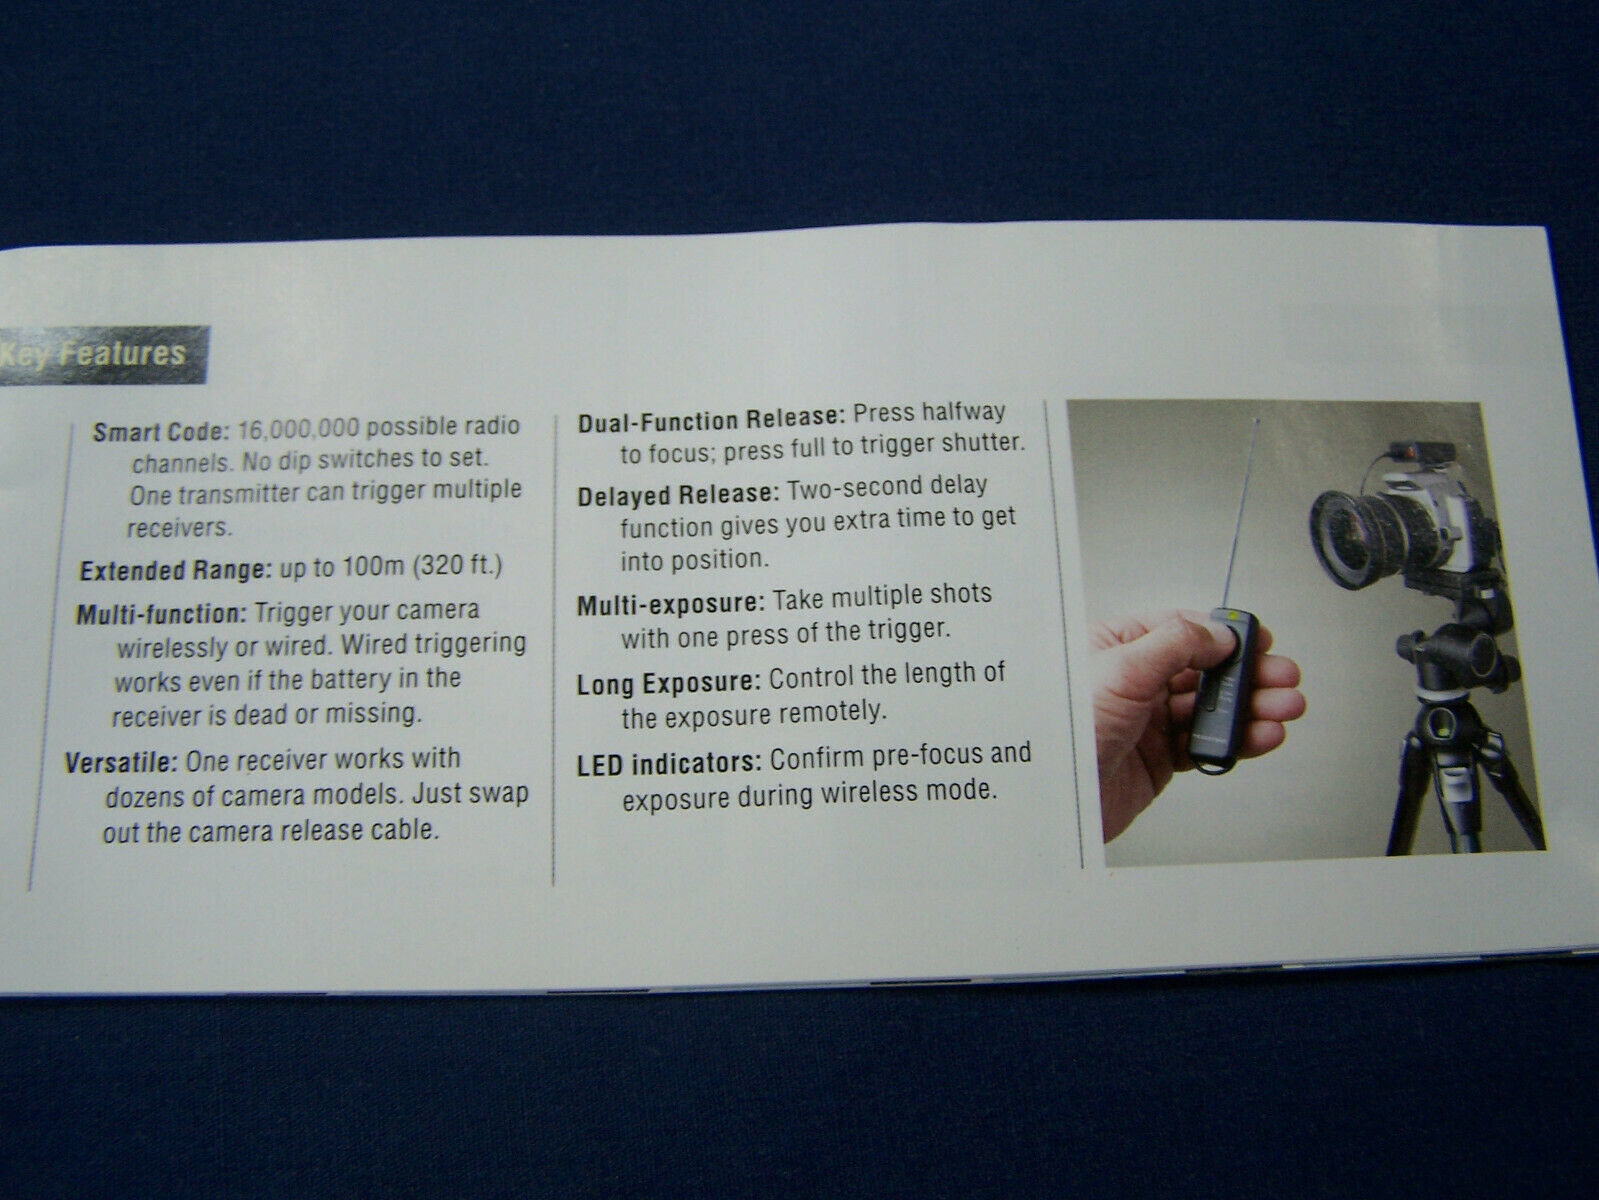 Key Features
Smart Code: 16,000,000 possible radio
channels. No dip switches to set.
One transmitter can trigger multiple
receivers.
Extended Range: up to 100m (320 ft.)
Multi-function: Trigger your camera
wirelessly or wired. Wired triggering
works even if the battery in the
receiver is dead or missing.
Versatile: One receiver works with
dozens of camera models. Just swap
out the camera release cable.
Dual-Function Release: Press halfway
to focus; press full to trigger shutter.
Delayed Release: Two-second delay
function gives you extra time to get
into position.
Multi-exposure: Take multiple shots
with one press of the trigger.
Long Exposure: Control the length of
the exposure remotely.
LED indicators: Confirm pre-focus and
exposure during wireless mode.